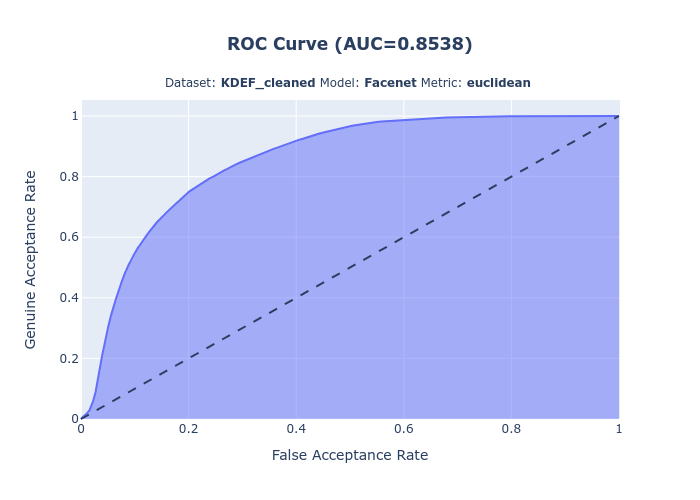 ROC Curve (AUC=0.8538)
Dataset: KDEF_cleaned Model: Facenet Metric: euclidean
Genuine Acceptance Rate
1
0.8
0.6
0.4
0.2
0
0 0.2 0.4 0.6 0.8 1
False Acceptance Rate